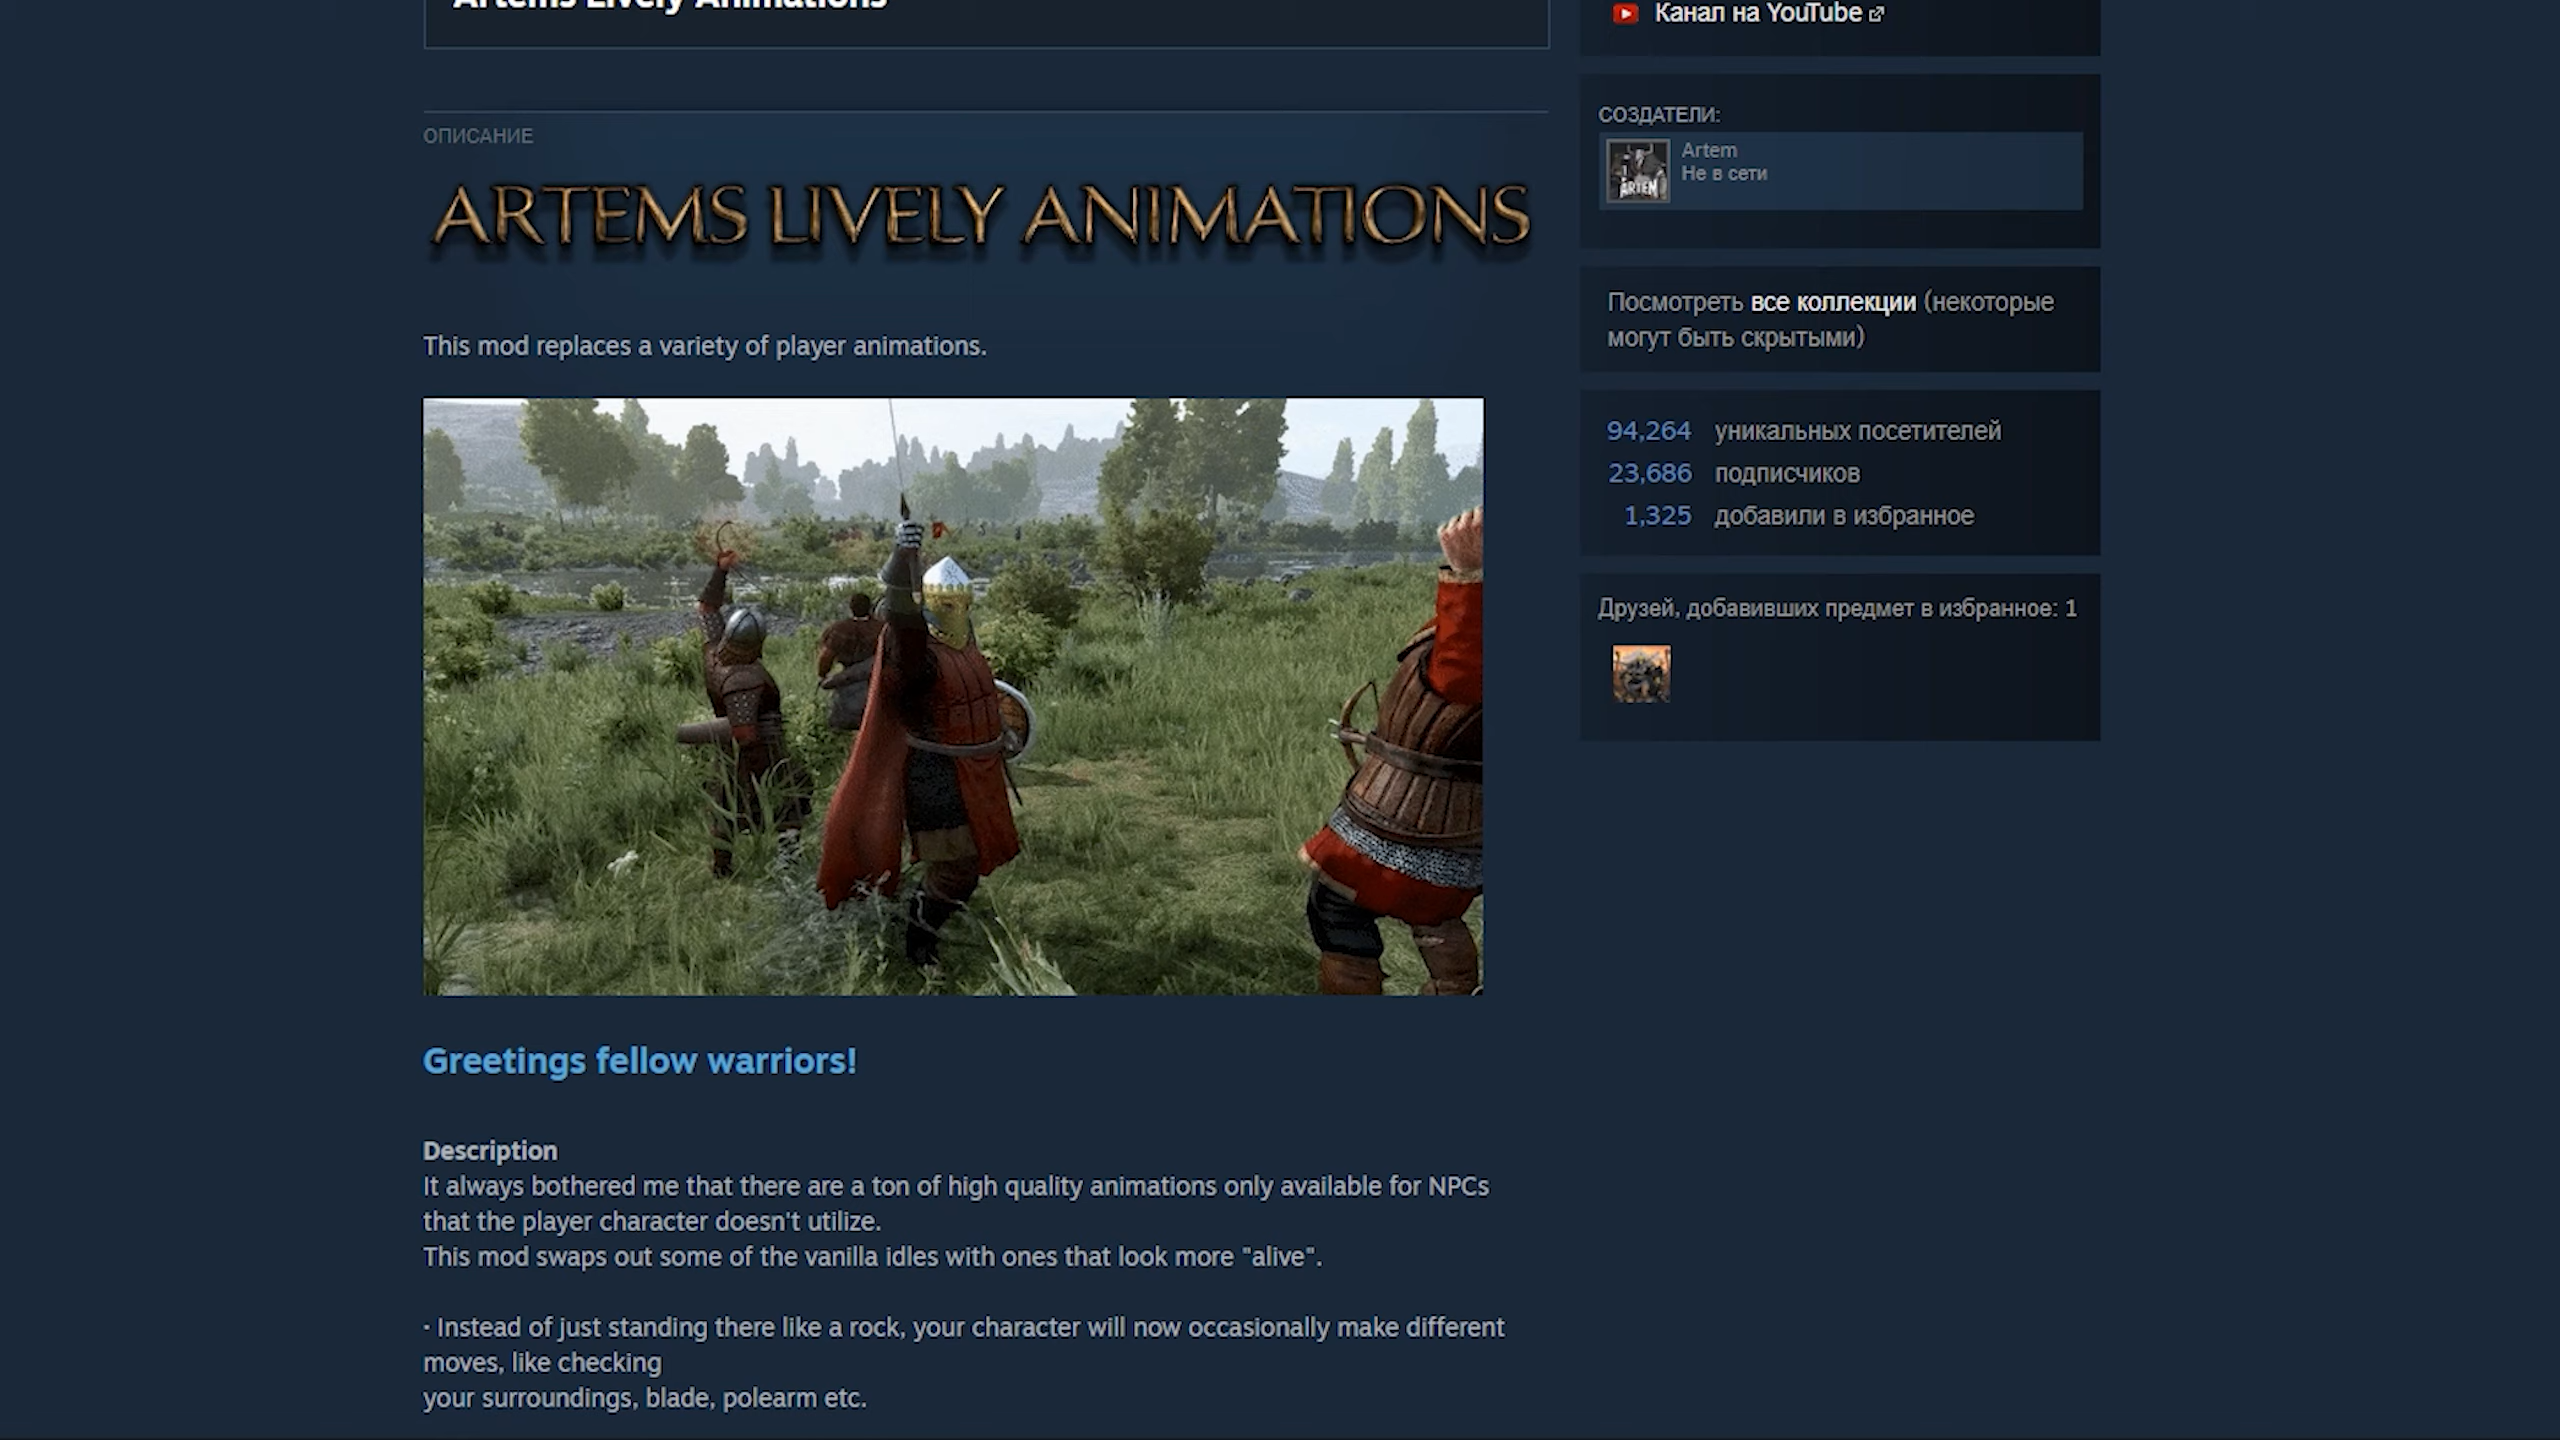 Artems Lively Animations
ОПИСАНИЕ
ARTEMS LIVELY ANIMATIONS
This mod replaces a variety of player animations.
Greetings fellow warriors!
Description
It always bothered me that there are a ton of high quality animations only available for NPCs
that the player character doesn't utilize.
This mod swaps out some of the vanilla idles with ones that look more "alive".
· Instead of just standing there like a rock, your character will now occasionally make different
moves, like checking
your surroundings, blade, polearm etc.
Канал на YouTube
СОЗДАТЕЛИ:
ARTEM
Artem
Не в сети
Посмотреть все коллекции (некоторые
могут быть скрытыми)
94,264 уникальных посетителей
23,686 подписчиков
1,325 добавили в избранное
Друзей, добавивших предмет в избранное: 1